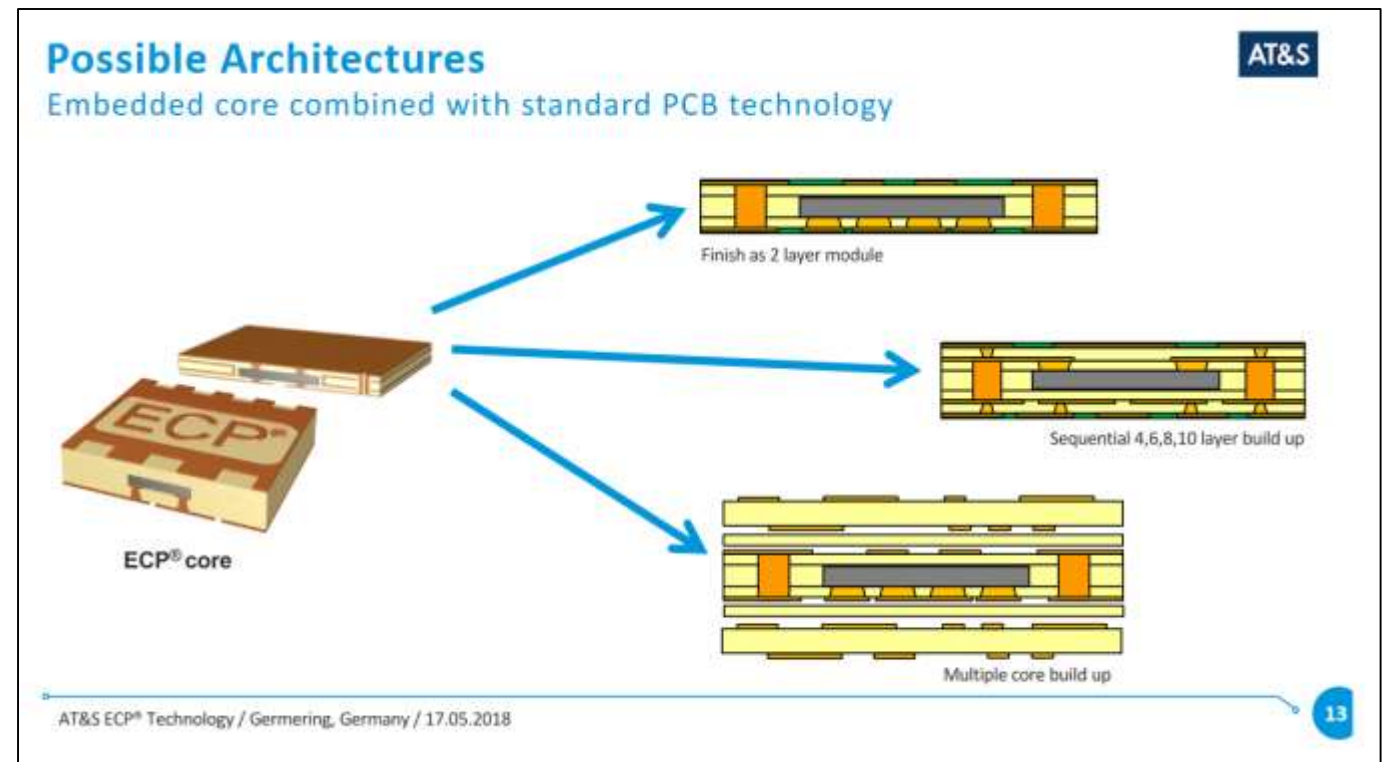 Possible Architectures
AT&S
Embedded core combined with standard PCB technology
Finish as 2 layer module
Sequential 4,6,8,10 layer build up
ECP®
ECP® core
Multiple core build up
AT&S ECP® Technology / Germering, Germany / 17.05.2018
13